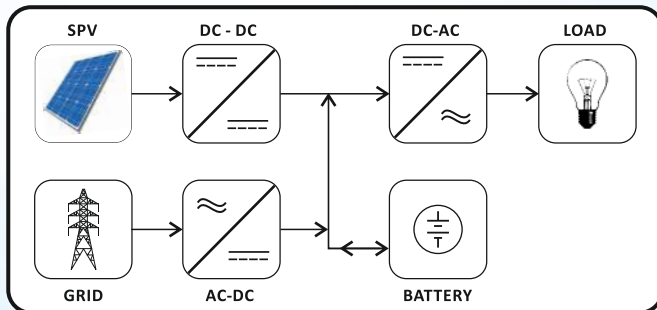 SPV
DC - DC
DC-AC
LOAD
GRID
AC-DC
BATTERY